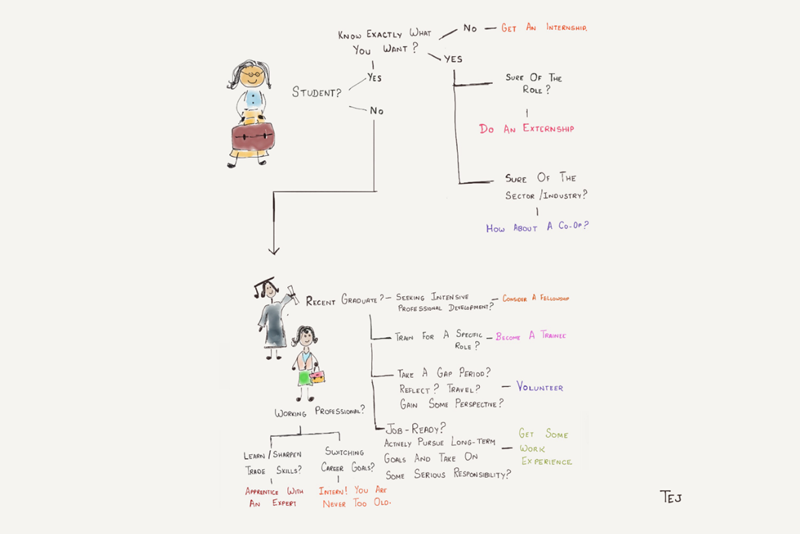 Know Exactly What
You Want?
No
Get An Internship
Yes
Student?
Yes
No
Sure Of The
Role?
Do An Externship
Sure Of The
Sector/Industry?
How About A Co-Op?
Recent Graduate?
Seeking Intensive
Professional Development?
Consider A Fellowship
Train For A Specific
Role?
Become A Trainee
Take A Gap Period?
Reflect? Travel?
Gain Some Perspective?
Volunteer
Job-Ready?
Actively Pursue Long-Term
Goals And Take On
Some Serious Responsibility?
Get Some
Work
Experience
Working Professional?
Learn/Sharpen
Trade Skills?
Apprentice With
An Expert
Switching
Career Goals?
Intern! You Are
Never Too Old.
Tej